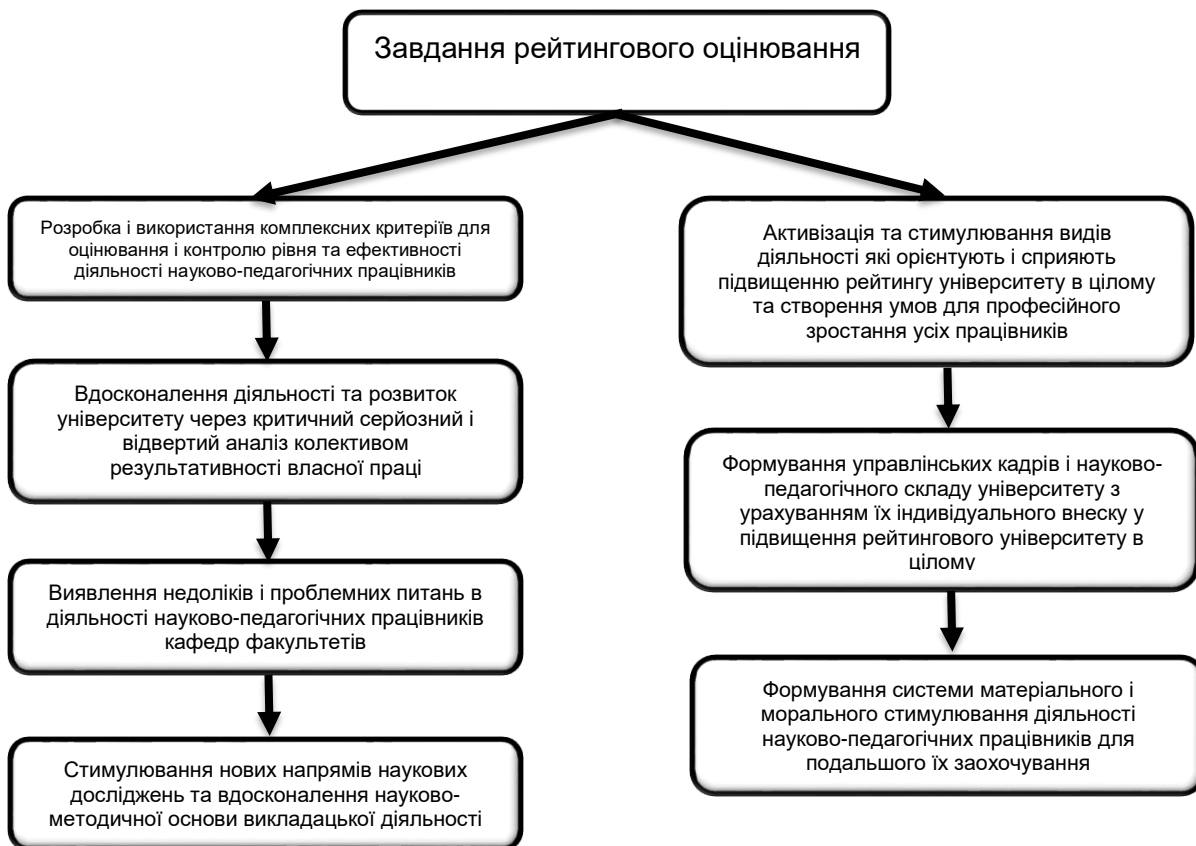 Завдання рейтингового оцінювання
Розробка і використання комплексних критеріїв для
оцінювання і контролю рівня та ефективності
діяльності науково-педагогічних працівників
Вдосконалення діяльності та розвиток
університету через критичний серйозний і
відвертий аналіз колективом
результативності власної праці
Виявлення недоліків і проблемних питань в
діяльності науково-педагогічних працівників
кафедр факультетів
Стимулювання нових напрямів наукових
досліджень та вдосконалення науково-
методичної основи викладацької діяльності
Активізація та стимулювання видів
діяльності які орієнтують і сприяють
підвищенню рейтингу університету в цілому
та створення умов для професійного
зростання усіх працівників
Формування управлінських кадрів і науково-
педагогічного складу університету з
урахуванням їх індивідуального внеску у
підвищення рейтингового університету в
цілому
Формування системи матеріального і
морального стимулювання діяльності
науково-педагогічних працівників для
подальшого їх заохочування